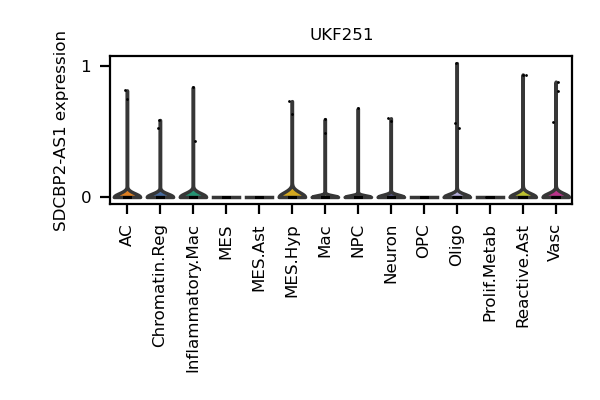 UKF251
SDCBP2-AS1 expression
1
0
AC
Chromatin.Reg
Inflammatory.Mac
MES
MES.Ast
MES.Hyp
Mac
NPC
Neuron
OPC
Oligo
Prolif.Metab
Reactive.Ast
Vasc